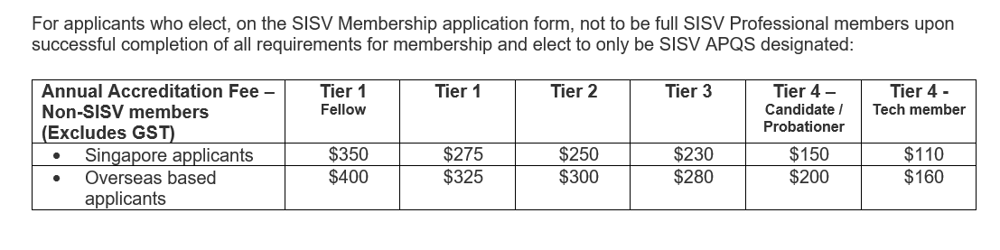 For applicants who elect, on the SISV Membership application form, not to be full SISV Professional members upon
successful completion of all requirements for membership and elect to only be SISV APQS designated:
Annual Accreditation Fee – Non-SISV members (Excludes GST) Tier 1 Fellow Tier 1 Tier 2 Tier 3 Tier 4 – Candidate / Probationer Tier 4 - Tech member
• Singapore applicants $350 $275 $250 $230 $150 $110
• Overseas based applicants $400 $325 $300 $280 $200 $160